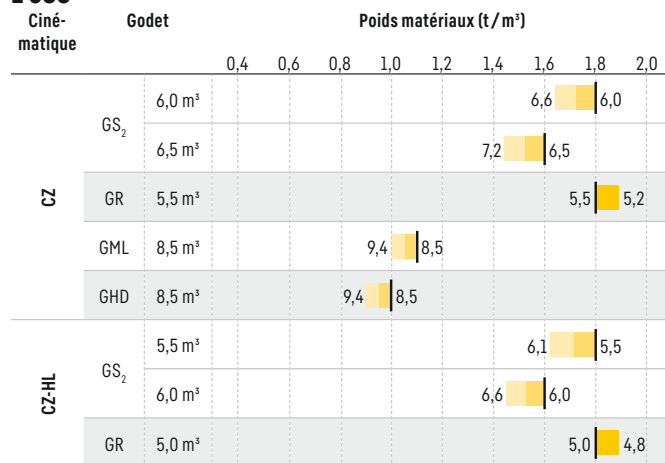 Ciné-
matique
Godet
Poids matériaux (t / m³)
0,4 0,6 0,8 1,0 1,2 1,4 1,6 1,8 2,0
CZ
GS₂
6,0 m³ 6,6 6,0
6,5 m³ 7,2 6,5
GR 5,5 m³ 5,5 5,2
GML 8,5 m³ 9,4 8,5
GHD 8,5 m³ 9,4 8,5
CZ-HL
GS₂
5,5 m³ 6,1 5,5
6,0 m³ 6,6 6,0
GR 5,0 m³ 5,0 4,8